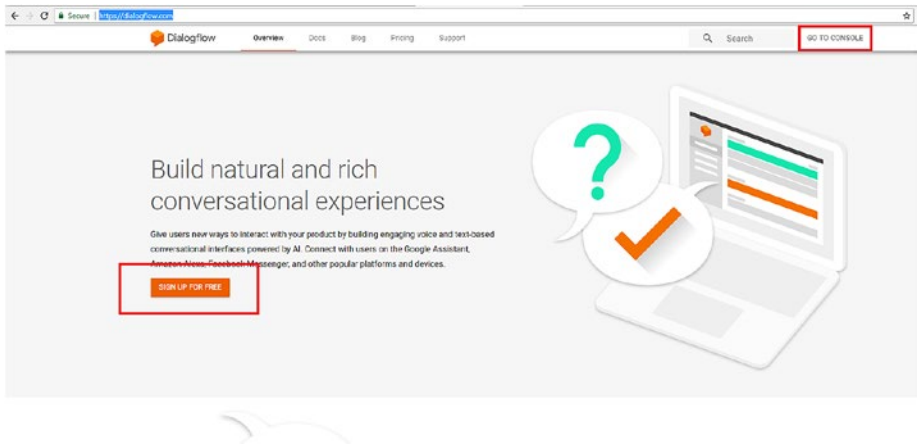 Secure | https://dialogflow.com
Dialogflow Overview Docs Blog Pricing Support Search GO TO CONSOLE
Build natural and rich
conversational experiences
Give users new ways to interact with your product by building engaging voice and text-based
conversational interfaces powered by AI. Connect with users on the Google Assistant,
Amazon Alexa, Facebook Messenger, and other popular platforms and devices.
SIGN UP FOR FREE